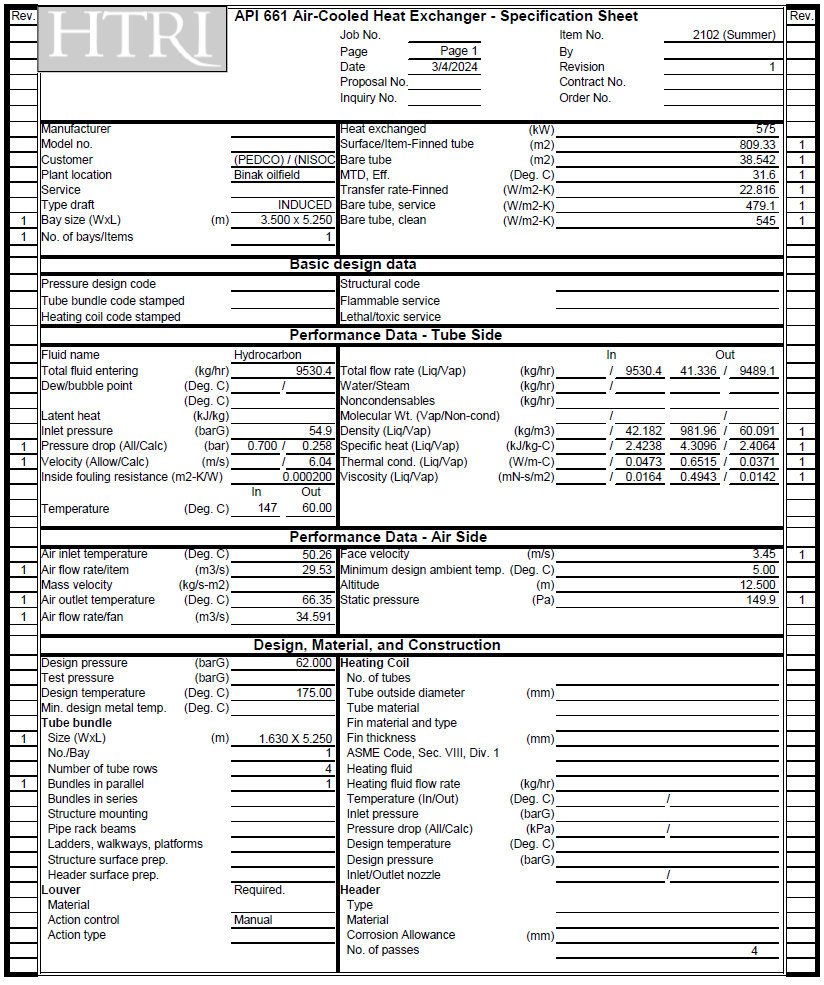 Rev.
HTRI
API 661 Air-Cooled Heat Exchanger - Specification Sheet
Rev.
Job No. Item No. 2102 (Summer)
Page Page 1 By
Date 3/4/2024 Revision 1
Proposal No. Contract No.
Inquiry No. Order No.
Manufacturer Heat exchanged (kW) 575
Model no. Surface/Item-Finned tube (m2) 809.33 1
Customer (PEDCO) / (NISOC Bare tube (m2) 38.542 1
Plant location Binak oilfield MTD, Eff. (Deg. C) 31.6 1
Service Transfer rate-Finned (W/m2-K) 22.816 1
Type draft INDUCED Bare tube, service (W/m2-K) 479.1 1
1 Bay size (WxL) (m) 3.500 x 5.250 Bare tube, clean (W/m2-K) 545 1
1 No. of bays/Items 1
Basic design data
Pressure design code Structural code
Tube bundle code stamped Flammable service
Heating coil code stamped Lethal/toxic service
Performance Data - Tube Side
Fluid name Hydrocarbon In Out
Total fluid entering (kg/hr) 9530.4 Total flow rate (Liq/Vap) (kg/hr) / 9530.4 41.336 / 9489.1
Dew/bubble point (Deg. C) / Water/Steam (kg/hr) /
(Deg. C) Noncondensables (kg/hr)
Latent heat (kJ/kg) Molecular Wt. (Vap/Non-cond) / /
Inlet pressure (barG) 54.9 Density (Liq/Vap) (kg/m3) / 42.182 981.96 / 60.091 1
1 Pressure drop (All/Calc) (bar) 0.700 / 0.258 Specific heat (Liq/Vap) (kJ/kg-C) / 2.4238 4.3096 / 2.4064 1
1 Velocity (Allow/Calc) (m/s) / 6.04 Thermal cond. (Liq/Vap) (W/m-C) / 0.0473 0.6515 / 0.0371 1
Inside fouling resistance (m2-K/W) 0.000200 Viscosity (Liq/Vap) (mN-s/m2) / 0.0164 0.4943 / 0.0142 1
In Out
Temperature (Deg. C) 147 60.00
Performance Data - Air Side
Air inlet temperature (Deg. C) 50.26 Face velocity (m/s) 3.45 1
1 Air flow rate/item (m3/s) 29.53 Minimum design ambient temp. (Deg. C) 5.00
Mass velocity (kg/s-m2) Altitude (m) 12.500
1 Air outlet temperature (Deg. C) 66.35 Static pressure (Pa) 149.9 1
1 Air flow rate/fan (m3/s) 34.591
Design, Material, and Construction
Design pressure (barG) 62.000 Heating Coil
Test pressure (barG) No. of tubes
Design temperature (Deg. C) 175.00 Tube outside diameter (mm)
Min. design metal temp. (Deg. C) Tube material
Tube bundle Fin material and type
1 Size (WxL) (m) 1.630 X 5.250 Fin thickness (mm)
No./Bay 1 ASME Code, Sec. VIII, Div. 1
Number of tube rows 4 Heating fluid
1 Bundles in parallel 1 Heating fluid flow rate (kg/hr)
Bundles in series Temperature (In/Out) (Deg. C) /
Structure mounting Inlet pressure (barG)
Pipe rack beams Pressure drop (All/Calc) (kPa) /
Ladders, walkways, platforms Design temperature (Deg. C)
Structure surface prep. Design pressure (barG)
Header surface prep. Inlet/Outlet nozzle /
Louver Required. Header
Material Type
Action control Manual Material
Action type Corrosion Allowance (mm)
No. of passes 4